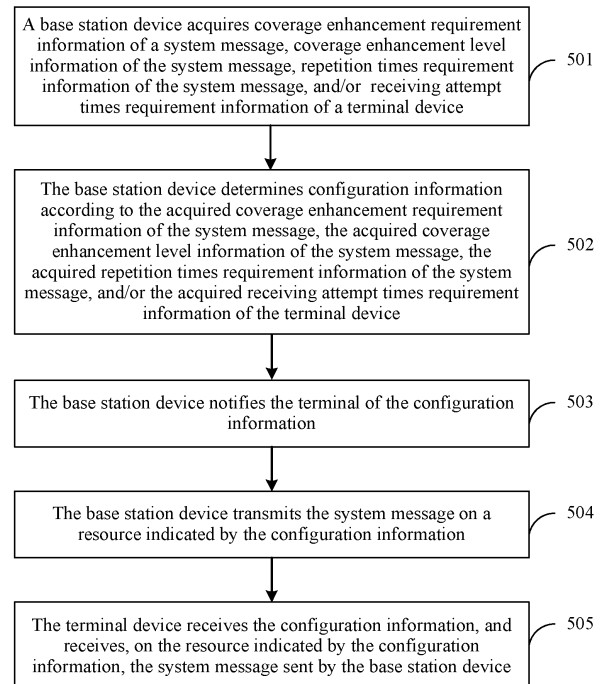 A base station device acquires coverage enhancement requirement
information of a system message, coverage enhancement level
information of the system message, repetition times requirement
information of the system message, and/or receiving attempt
times requirement information of a terminal device
501
The base station device determines configuration information
according to the acquired coverage enhancement requirement
information of the system message, the acquired coverage
enhancement level information of the system message, the
acquired repetition times requirement information of the system
message, and/or the acquired receiving attempt times requirement
information of the terminal device
502
The base station device notifies the terminal of the configuration
information
503
The base station device transmits the system message on a
resource indicated by the configuration information
504
The terminal device receives the configuration information, and
receives, on the resource indicated by the configuration
information, the system message sent by the base station device
505